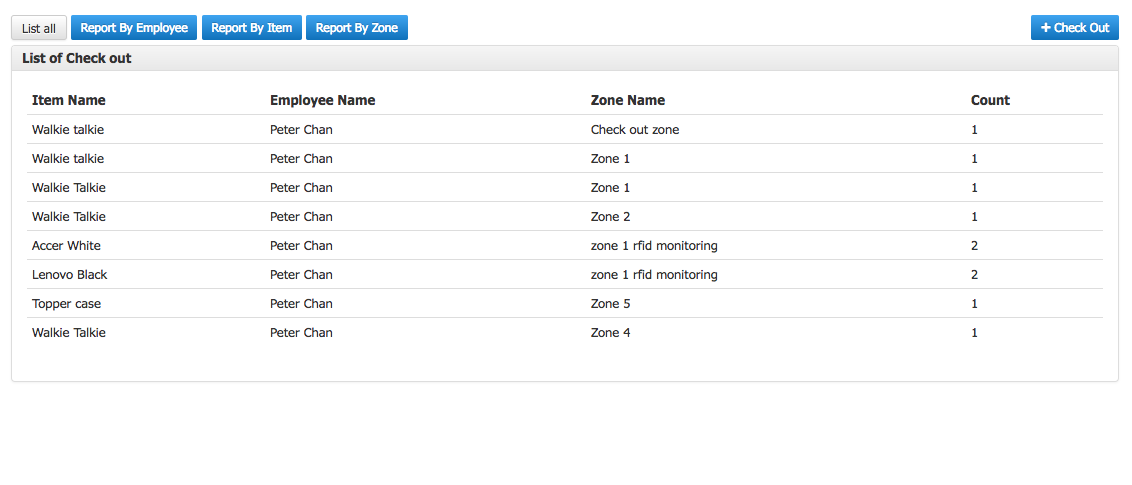 List all Report By Employee Report By Item Report By Zone + Check Out
List of Check out
Item Name Employee Name Zone Name Count
Walkie talkie Peter Chan Check out zone 1
Walkie talkie Peter Chan Zone 1 1
Walkie Talkie Peter Chan Zone 1 1
Walkie Talkie Peter Chan Zone 2 1
Accer White Peter Chan zone 1 rfid monitoring 2
Lenovo Black Peter Chan zone 1 rfid monitoring 2
Topper case Peter Chan Zone 5 1
Walkie Talkie Peter Chan Zone 4 1